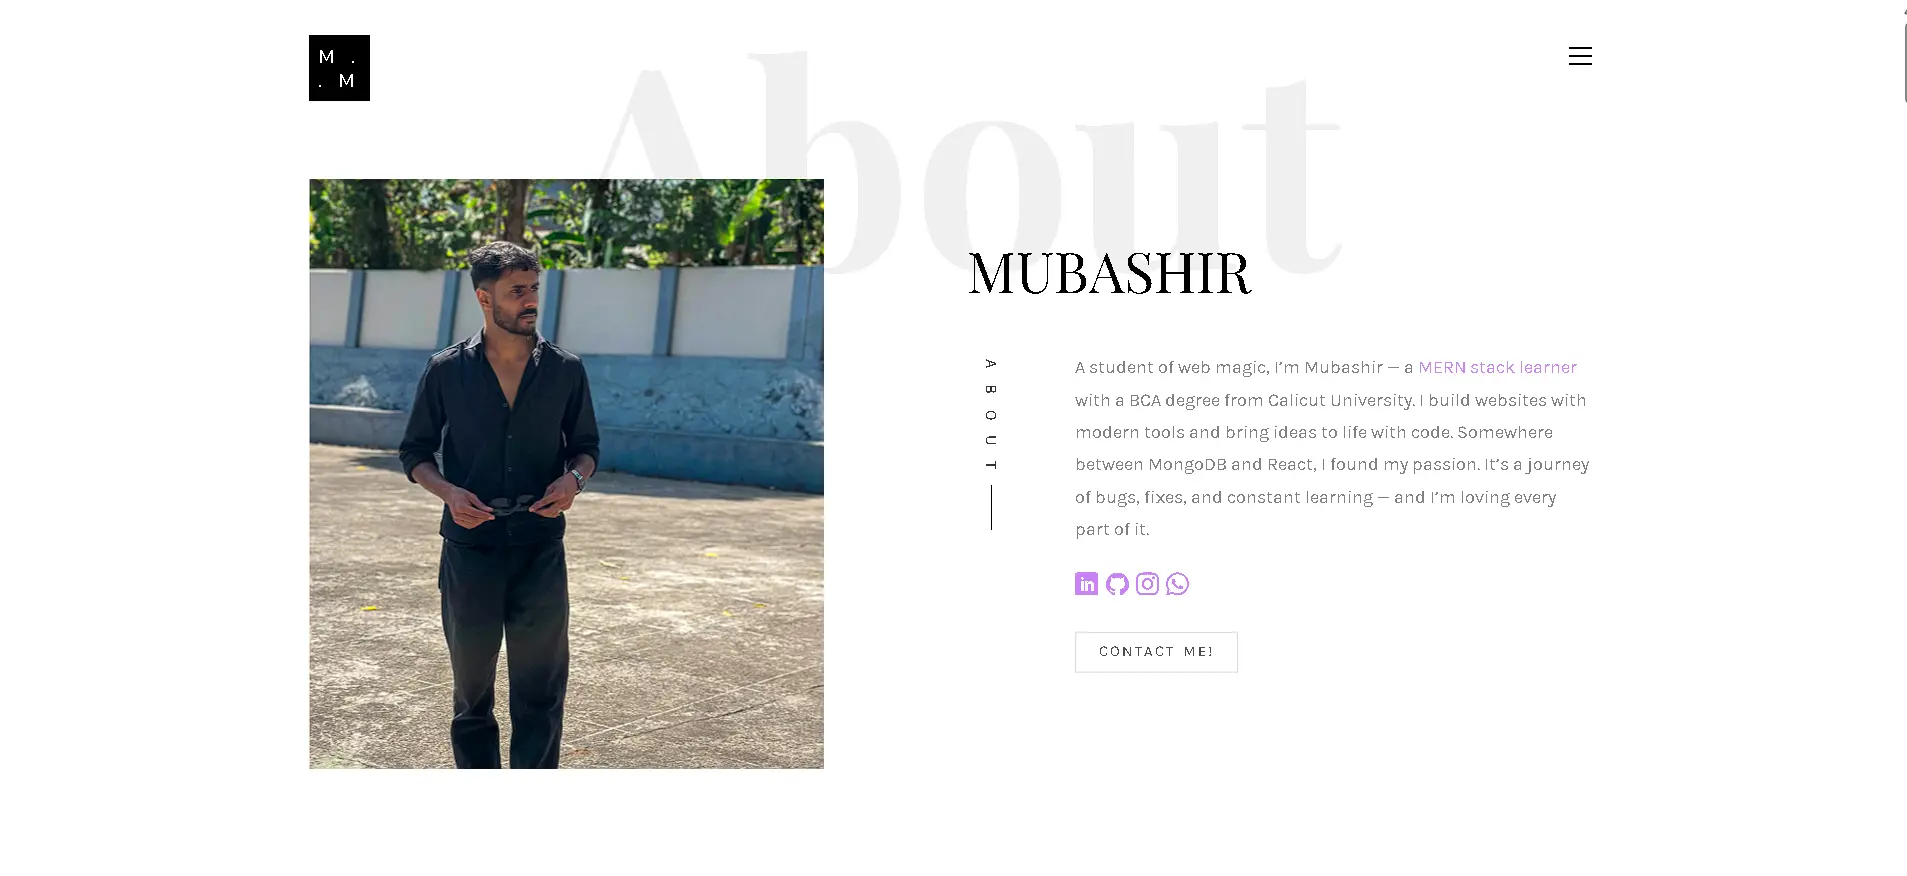 M .
. M
About
MUBASHIR
ABOUT
A student of web magic, I’m Mubashir — a MERN stack learner
with a BCA degree from Calicut University. I build websites with
modern tools and bring ideas to life with code. Somewhere
between MongoDB and React, I found my passion. It’s a journey
of bugs, fixes, and constant learning — and I’m loving every
part of it.
in
CONTACT ME!